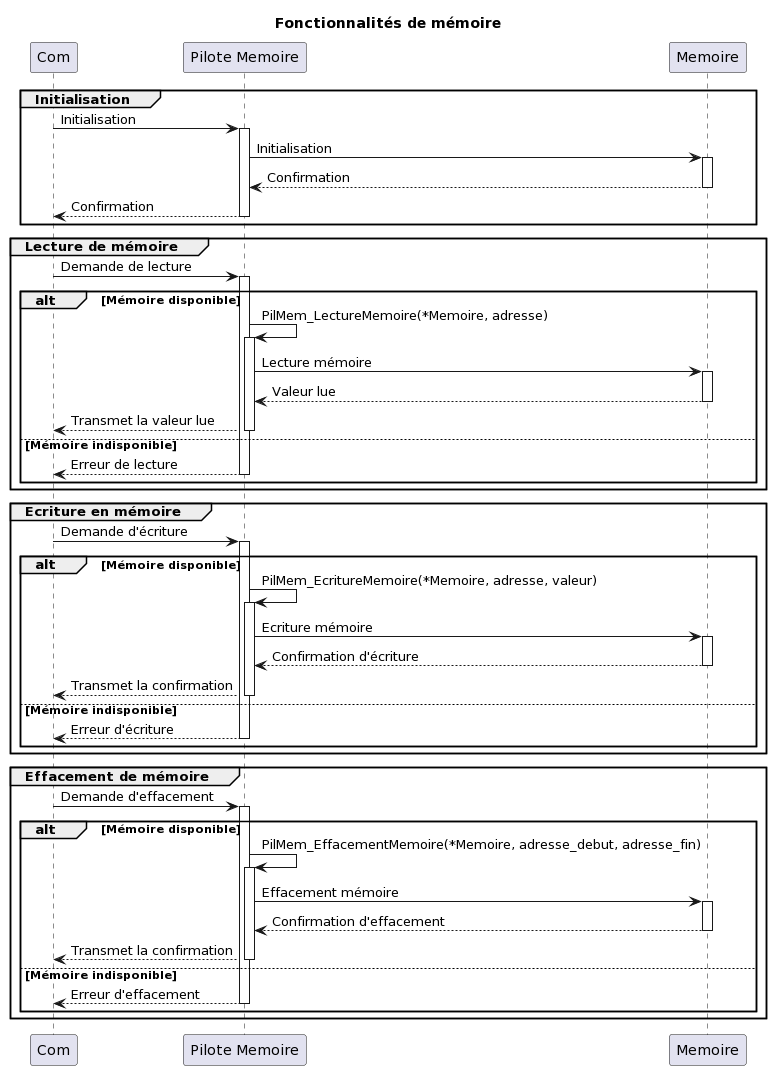 Fonctionnalités de mémoire
Com
Pilote Memoire
Memoire
Initialisation
Initialisation
Initialisation
Confirmation
Confirmation
Lecture de mémoire
Demande de lecture
alt [Mémoire disponible]
PilMem_LectureMemoire(*Memoire, adresse)
Lecture mémoire
Valeur lue
Transmet la valeur lue
[Mémoire indisponible]
Erreur de lecture
Ecriture en mémoire
Demande d'écriture
alt [Mémoire disponible]
PilMem_EcritureMemoire(*Memoire, adresse, valeur)
Ecriture mémoire
Confirmation d'écriture
Transmet la confirmation
[Mémoire indisponible]
Erreur d'écriture
Effacement de mémoire
Demande d'effacement
alt [Mémoire disponible]
PilMem_EffacementMemoire(*Memoire, adresse_debut, adresse_fin)
Effacement mémoire
Confirmation d'effacement
Transmet la confirmation
[Mémoire indisponible]
Erreur d'effacement
Com
Pilote Memoire
Memoire